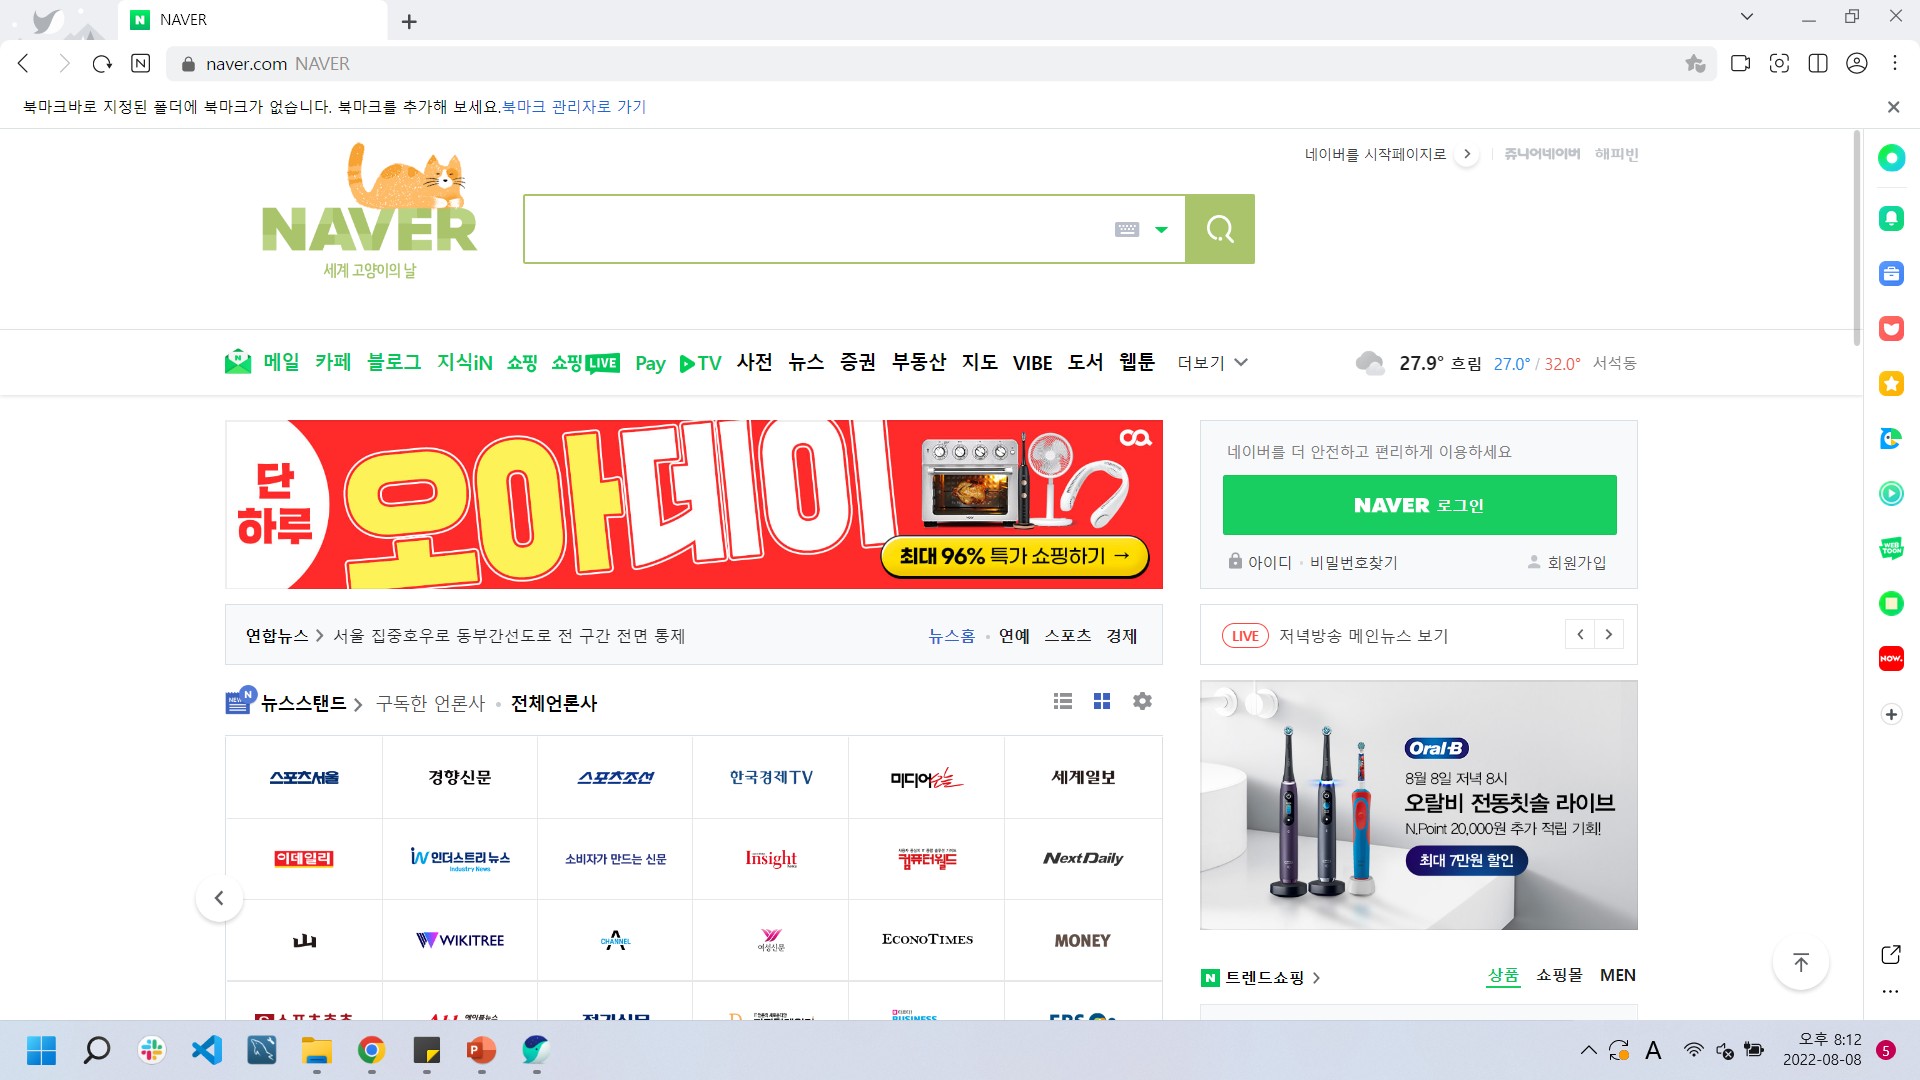 NAVER
naver.com NAVER
북마크바로 지정된 폴더에 북마크가 없습니다. 북마크를 추가해 보세요.북마크 관리자로 가기
네이버를 시작페이지로
쥬니어네이버 해피빈
NAVER
세계 고양이의 날
메일 카페 블로그 지식iN 쇼핑 쇼핑LIVE Pay TV 사전 뉴스 증권 부동산 지도 VIBE 도서 웹툰 더보기
27.9° 흐림 27.0° / 32.0° 서석동
단
하루
오아데이
최대 96% 특가 쇼핑하기 →
네이버를 더 안전하고 편리하게 이용하세요
NAVER 로그인
아이디 · 비밀번호찾기 회원가입
연합뉴스 > 서울 집중호우로 동부간선도로 전 구간 전면 통제
뉴스홈 · 연예 스포츠 경제
LIVE 저녁방송 메인뉴스 보기
뉴스스탠드 > 구독한 언론사 · 전체언론사
스포츠서울 경향신문 스포츠조선 한국경제TV 미디어오늘 세계일보
이데일리 인더스트리 뉴스 소비자가 만드는 신문 Insight 컴퓨터월드 NextDaily
Industry News
山 WIKITREE CHANNEL A 여성신문 ECONOTIMES MONEY
BUSINESS
Oral-B
8월 8일 저녁 8시
오랄비 전동칫솔 라이브
N.Point 20,000원 추가 적립 기회!
최대 7만원 할인
트렌드쇼핑 >
상품 쇼핑몰 MEN
WEB
TOON
NOW.
A
오후 8:12
2022-08-08
5